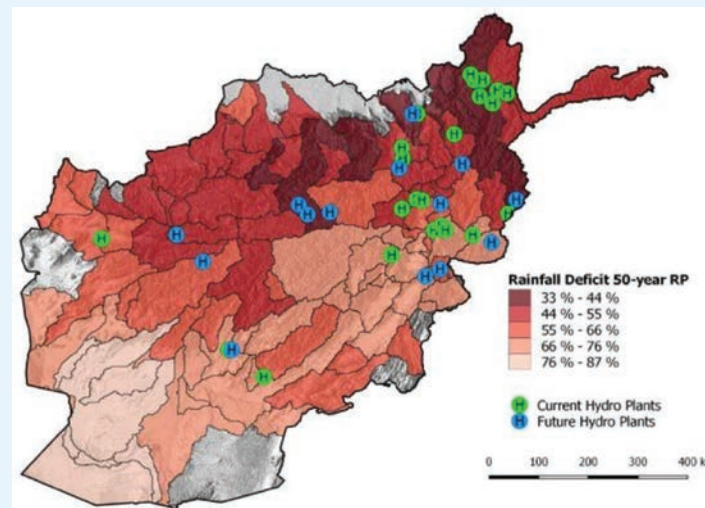 Rainfall Deficit 50-year RP
33 % - 44 %
44 % - 55 %
55 % - 66 %
66 % - 76 %
76 % - 87 %
H Current Hydro Plants
H Future Hydro Plants
0 100 200 300 400 k